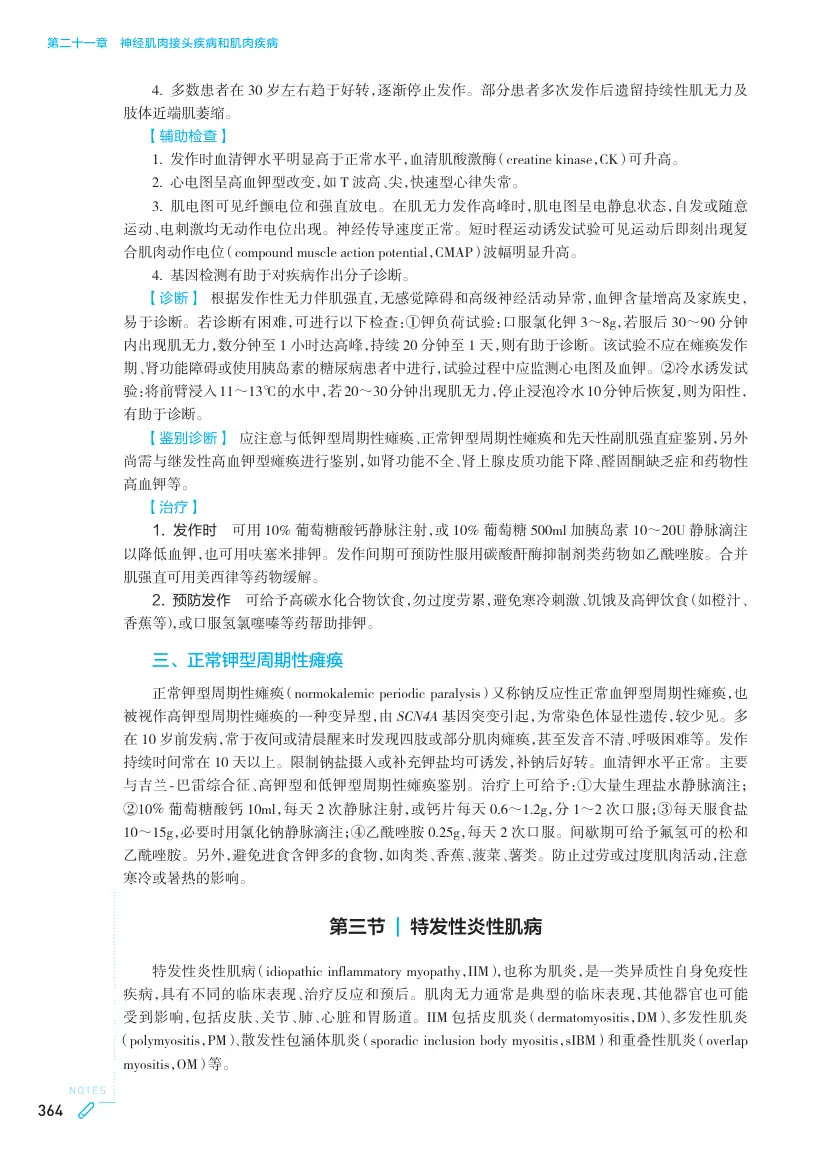 第二十一章 神经肌肉接头疾病和肌肉疾病
4. 多数患者在 30 岁左右趋于好转,逐渐停止发作。部分患者多次发作后遗留持续性肌无力及
肢体近端肌萎缩。
【辅助检查】
1. 发作时血清钾水平明显高于正常水平,血清肌酸激酶(creatine kinase,CK)可升高。
2. 心电图呈高血钾型改变,如 T 波高、尖,快速型心律失常。
3. 肌电图可见纤颤电位和强直放电。在肌无力发作高峰时,肌电图呈电静息状态,自发或随意
运动、电刺激均无动作电位出现。神经传导速度正常。短时程运动诱发试验可见运动后即刻出现复
合肌肉动作电位(compound muscle action potential,CMAP)波幅明显升高。
4. 基因检测有助于对疾病作出分子诊断。
【诊断】 根据发作性无力伴肌强直,无感觉障碍和高级神经活动异常,血钾含量增高及家族史,
易于诊断。若诊断有困难,可进行以下检查:①钾负荷试验:口服氯化钾 3～8g,若服后 30～90 分钟
内出现肌无力,数分钟至 1 小时达高峰,持续 20 分钟至 1 天,则有助于诊断。该试验不应在瘫痪发作
期、肾功能障碍或使用胰岛素的糖尿病患者中进行,试验过程中应监测心电图及血钾。②冷水诱发试
验:将前臂浸入11～13℃的水中,若20～30分钟出现肌无力,停止浸泡冷水10分钟后恢复,则为阳性,
有助于诊断。
【鉴别诊断】 应注意与低钾型周期性瘫痪、正常钾型周期性瘫痪和先天性副肌强直症鉴别,另外
尚需与继发性高血钾型瘫痪进行鉴别,如肾功能不全、肾上腺皮质功能下降、醛固酮缺乏症和药物性
高血钾等。
【治疗】
1. 发作时 可用 10% 葡萄糖酸钙静脉注射,或 10% 葡萄糖 500ml 加胰岛素 10～20U 静脉滴注
以降低血钾,也可用呋塞米排钾。发作间期可预防性服用碳酸酐酶抑制剂类药物如乙酰唑胺。合并
肌强直可用美西律等药物缓解。
2. 预防发作 可给予高碳水化合物饮食,勿过度劳累,避免寒冷刺激、饥饿及高钾饮食(如橙汁、
香蕉等),或口服氢氯噻嗪等药帮助排钾。
三、正常钾型周期性瘫痪
正常钾型周期性瘫痪(normokalemic periodic paralysis)又称钠反应性正常血钾型周期性瘫痪,也
被视作高钾型周期性瘫痪的一种变异型,由 SCN4A 基因突变引起,为常染色体显性遗传,较少见。多
在 10 岁前发病,常于夜间或清晨醒来时发现四肢或部分肌肉瘫痪,甚至发音不清、呼吸困难等。发作
持续时间常在 10 天以上。限制钠盐摄入或补充钾盐均可诱发,补钠后好转。血清钾水平正常。主要
与吉兰-巴雷综合征、高钾型和低钾型周期性瘫痪鉴别。治疗上可给予:①大量生理盐水静脉滴注;
②10% 葡萄糖酸钙 10ml,每天 2 次静脉注射,或钙片每天 0.6～1.2g,分 1～2 次口服;③每天服食盐
10～15g,必要时用氯化钠静脉滴注;④乙酰唑胺 0.25g,每天 2 次口服。间歇期可给予氟氢可的松和
乙酰唑胺。另外,避免进食含钾多的食物,如肉类、香蕉、菠菜、薯类。防止过劳或过度肌肉活动,注意
寒冷或暑热的影响。
第三节 | 特发性炎性肌病
特发性炎性肌病(idiopathic inflammatory myopathy,IIM),也称为肌炎,是一类异质性自身免疫性
疾病,具有不同的临床表现、治疗反应和预后。肌肉无力通常是典型的临床表现,其他器官也可能
受到影响,包括皮肤、关节、肺、心脏和胃肠道。IIM 包括皮肌炎(dermatomyositis,DM)、多发性肌炎
(polymyositis,PM)、散发性包涵体肌炎(sporadic inclusion body myositis,sIBM)和重叠性肌炎(overlap
myositis,OM)等。
NOTES
364